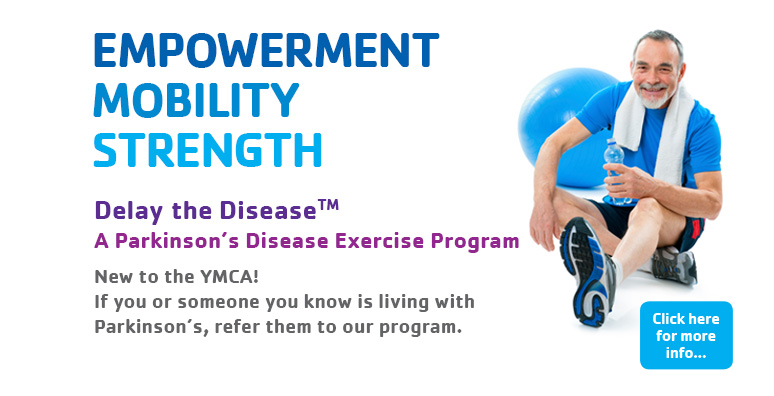 EMPOWERMENT
MOBILITY
STRENGTH
Delay the Disease™
A Parkinson's Disease Exercise Program
New to the YMCA!
If you or someone you know is living with
Parkinson's, refer them to our program.
Click here
for more
info...